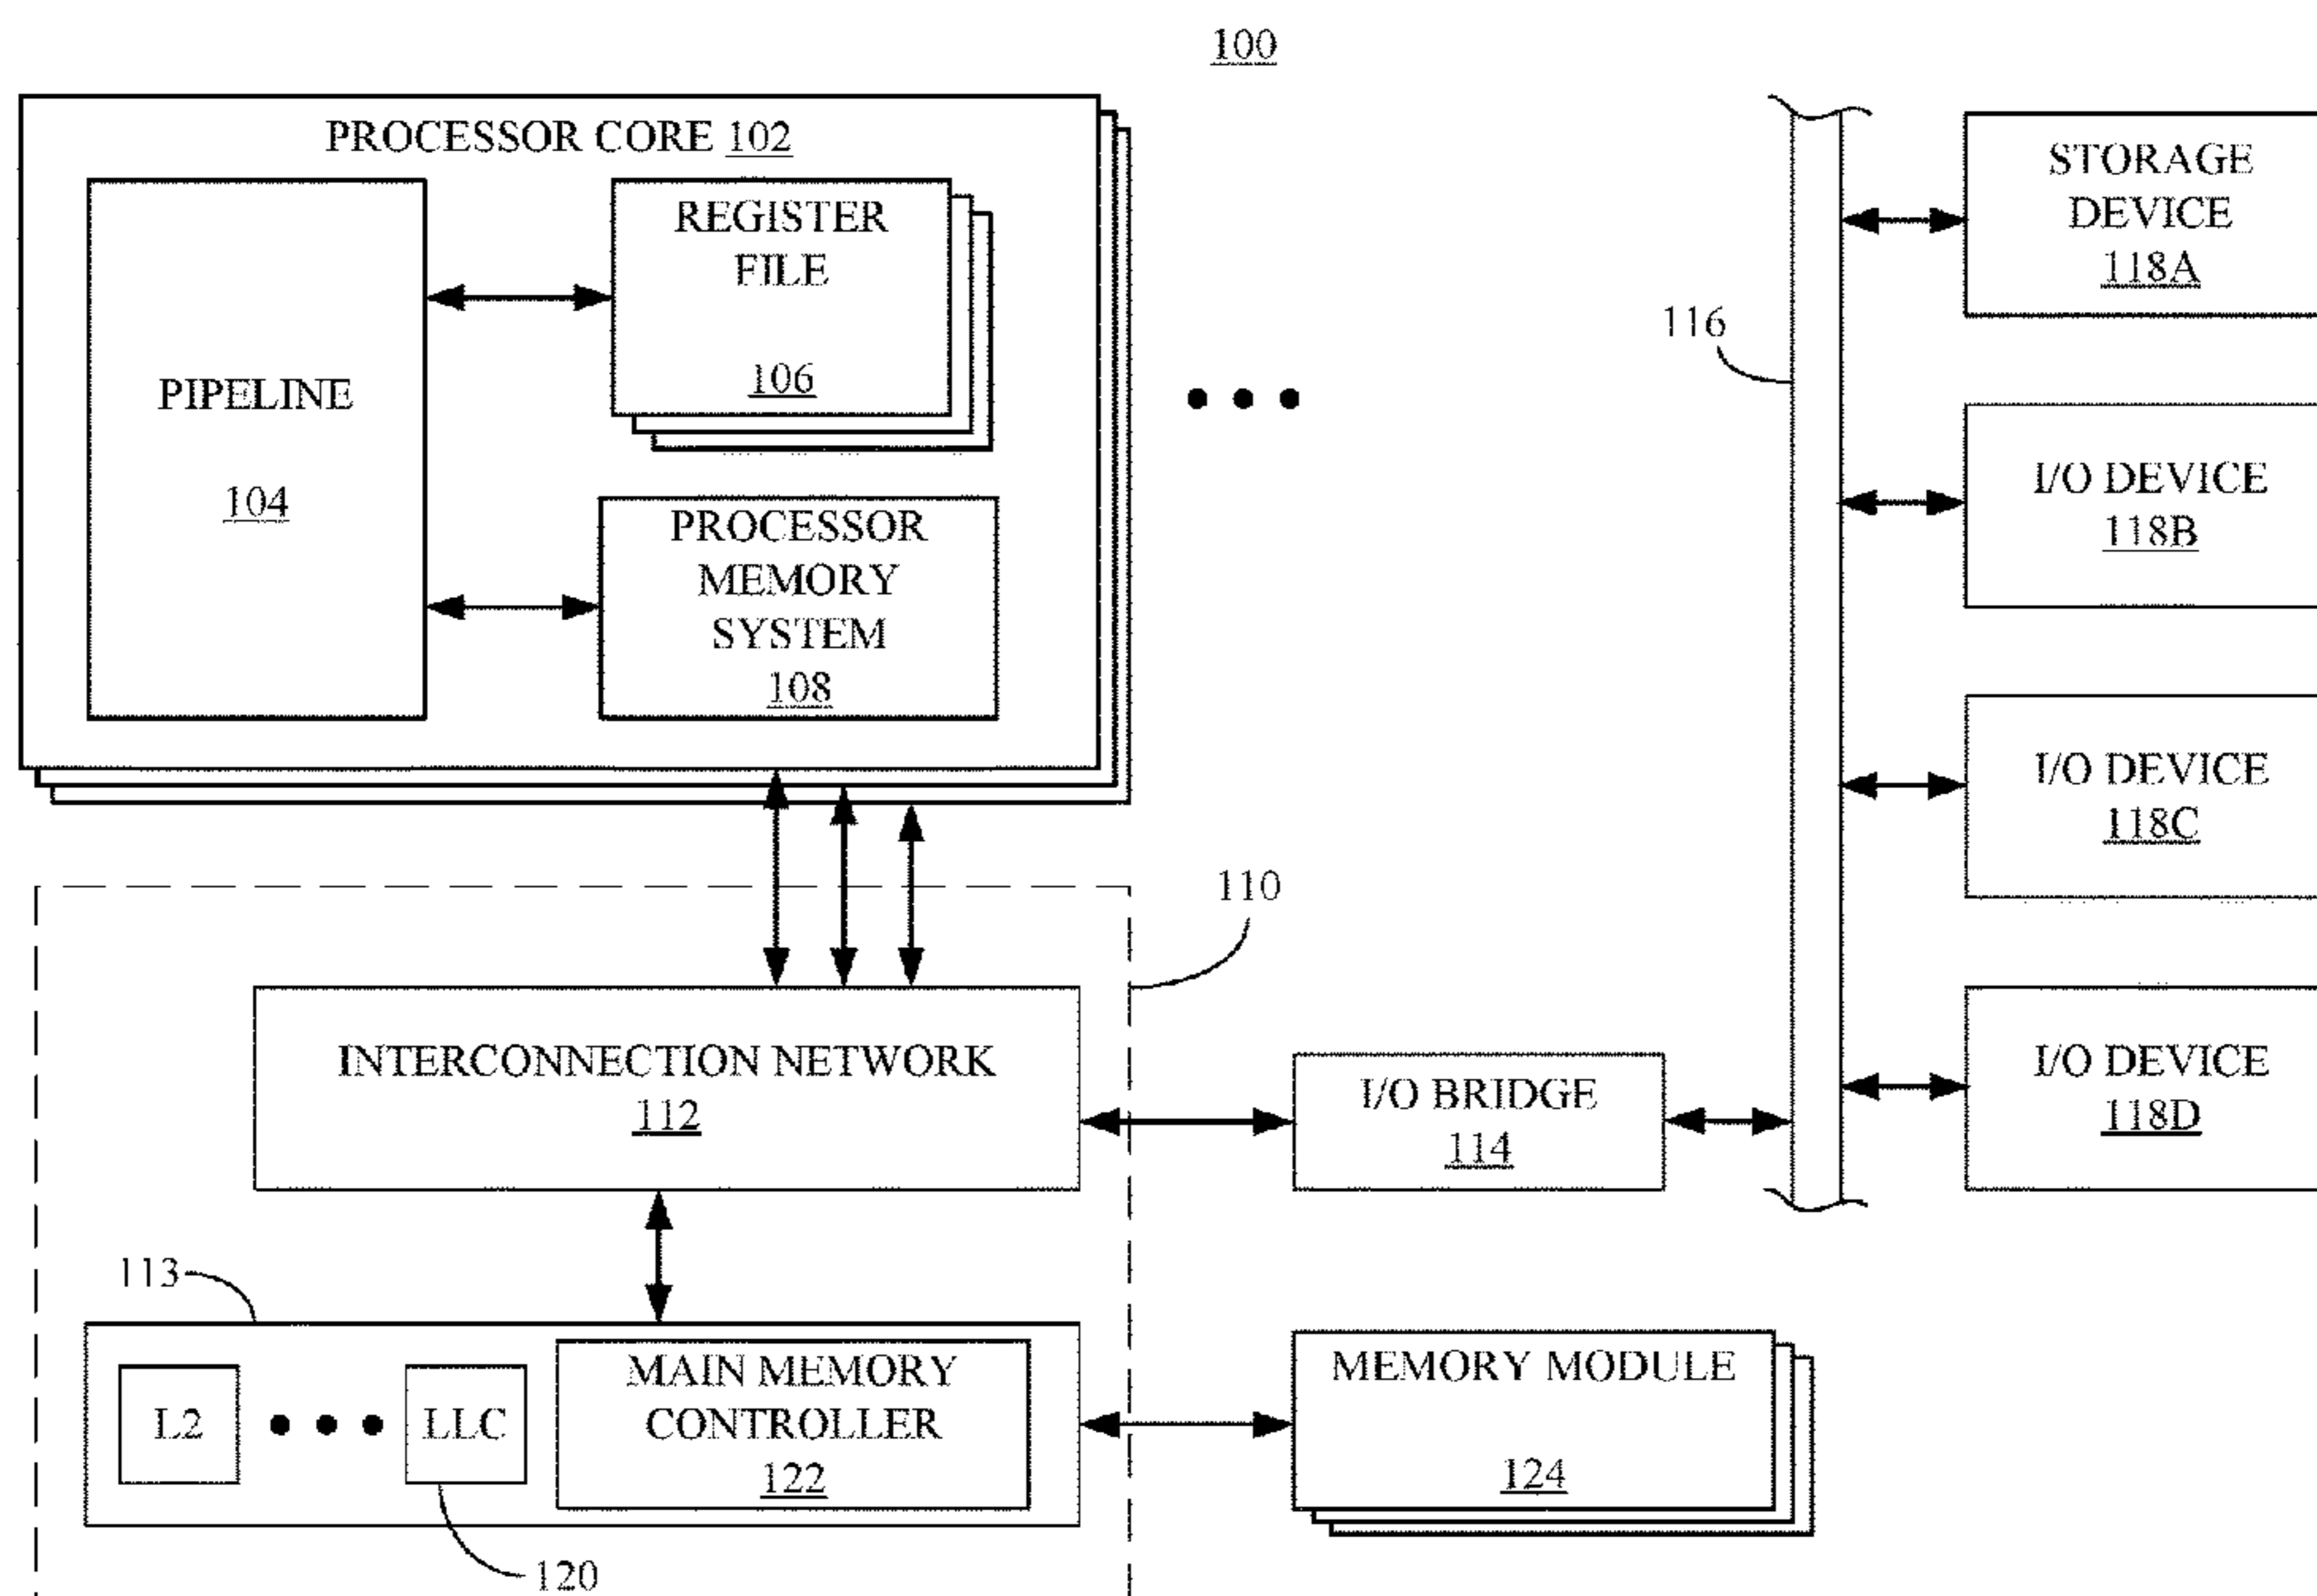 100
PROCESSOR CORE 102
PIPELINE
104
REGISTER
FILE
106
PROCESSOR
MEMORY
SYSTEM
108
116
STORAGE
DEVICE
118A
I/O DEVICE
118B
I/O DEVICE
118C
I/O DEVICE
118D
110
INTERCONNECTION NETWORK
112
I/O BRIDGE
114
113
L2
LLC
MAIN MEMORY
CONTROLLER
122
120
MEMORY MODULE
124